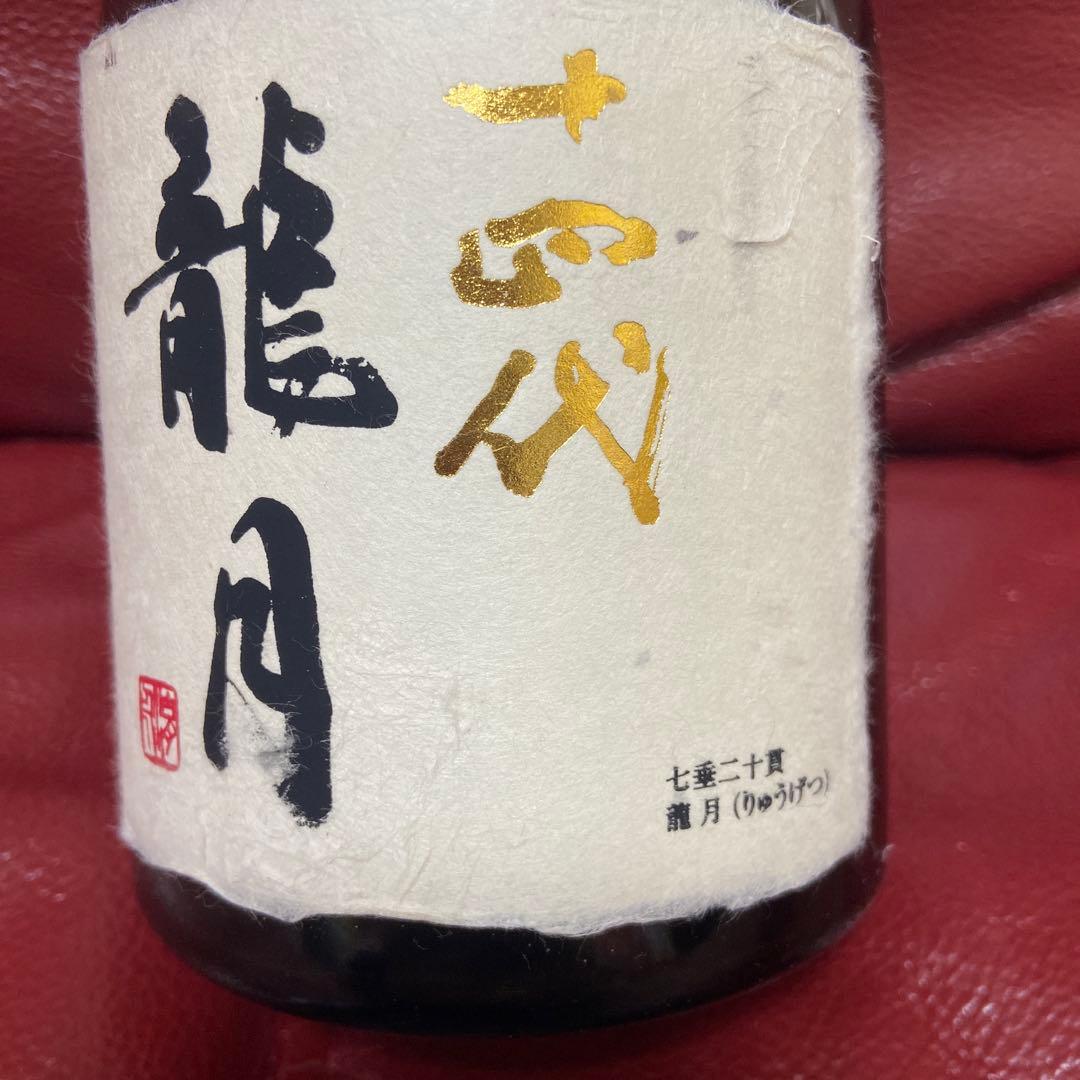 十四代
龍月
七垂二十貫
龍月(りゅうげつ)